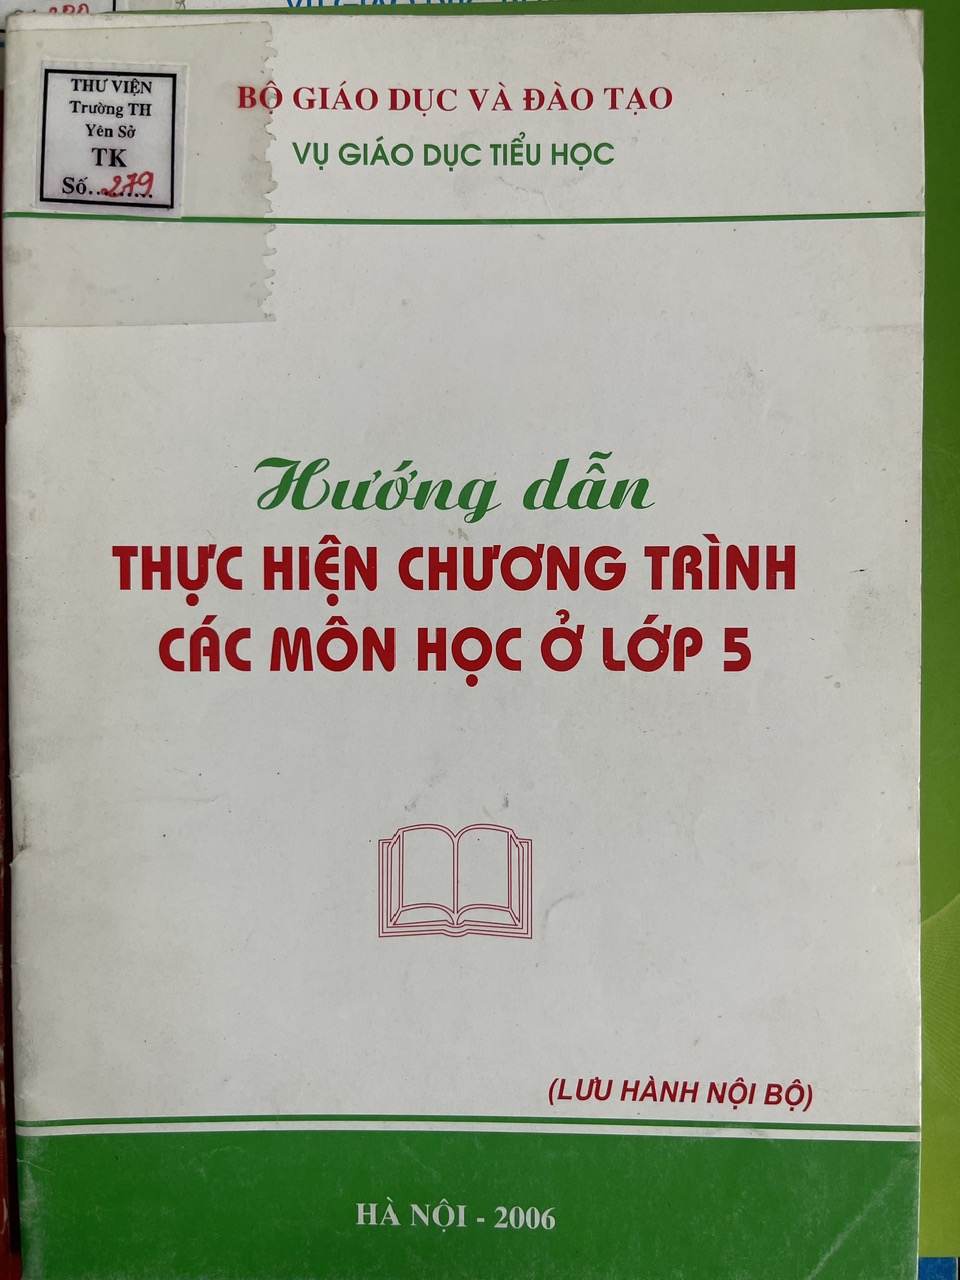 THƯ VIỆN
Trường TH
Yên Sở
TK
Số.........279
BỘ GIÁO DỤC VÀ ĐÀO TẠO
VỤ GIÁO DỤC TIỂU HỌC
Hướng dẫn
THỰC HIỆN CHƯƠNG TRÌNH
CÁC MÔN HỌC Ở LỚP 5
(LƯU HÀNH NỘI BỘ)
HÀ NỘI - 2006